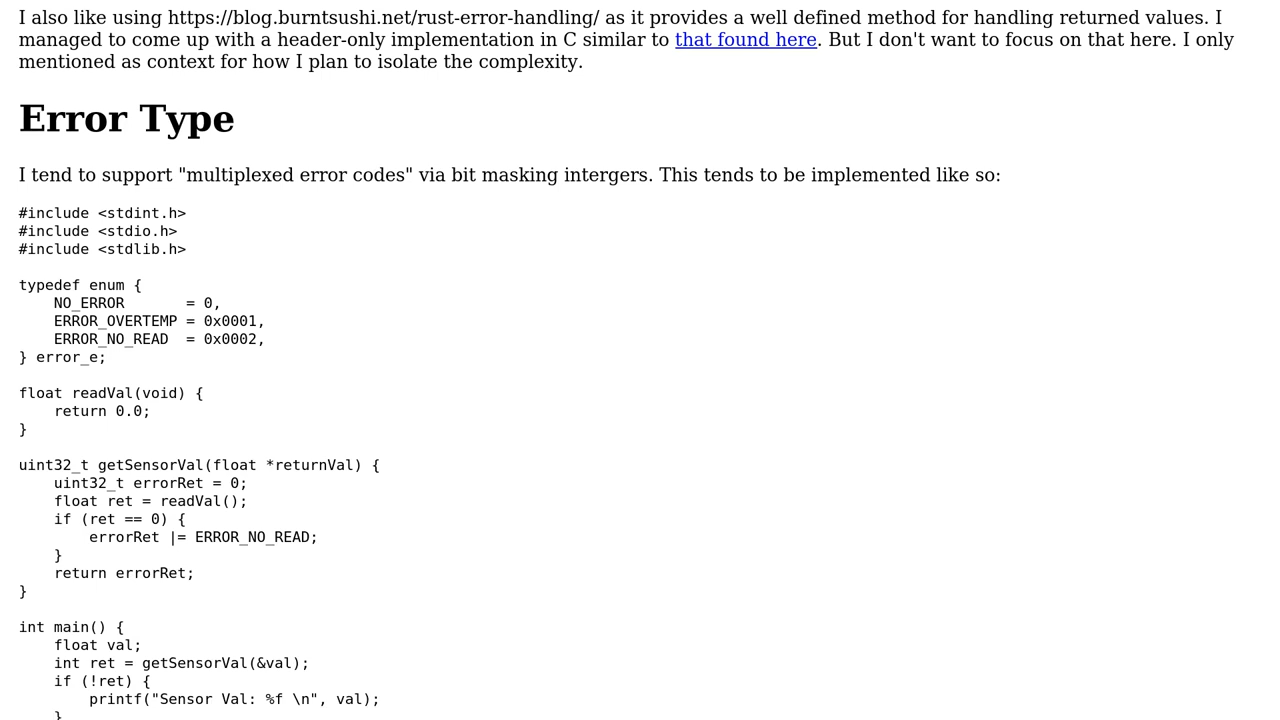 I also like using https://blog.burntsushi.net/rust-error-handling/ as it provides a well defined method for handling returned values. I
managed to come up with a header-only implementation in C similar to that found here. But I don't want to focus on that here. I only
mentioned as context for how I plan to isolate the complexity.
Error Type
I tend to support "multiplexed error codes" via bit masking intergers. This tends to be implemented like so:
#include <stdint.h>
#include <stdio.h>
#include <stdlib.h>
typedef enum {
    NO_ERROR       = 0,
    ERROR_OVERTEMP = 0x0001,
    ERROR_NO_READ  = 0x0002,
} error_e;
float readVal(void) {
    return 0.0;
}
uint32_t getSensorVal(float *returnVal) {
    uint32_t errorRet = 0;
    float ret = readVal();
    if (ret == 0) {
        errorRet |= ERROR_NO_READ;
    }
    return errorRet;
}
int main() {
    float val;
    int ret = getSensorVal(&val);
    if (!ret) {
        printf("Sensor Val: %f \n", val);
    }